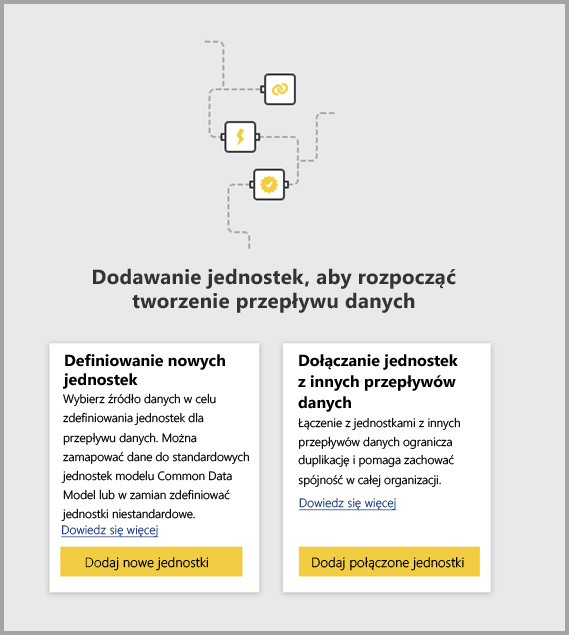 Dodawanie jednostek, aby rozpocząć
tworzenie przepływu danych
Definiowanie nowych
jednostek
Wybierz źródło danych w celu
zdefiniowania jednostek dla
przepływu danych. Można
zamapować dane do standardowych
jednostek modelu Common Data
Model lub w zamian zdefiniować
jednostki niestandardowe.
Dowiedz się więcej
Dodaj nowe jednostki
Dołączanie jednostek
z innych przepływów
danych
Łączenie z jednostkami z innych
przepływów danych ogranicza
duplikację i pomaga zachować
spójność w całej organizacji.
Dowiedz się więcej
Dodaj połączone jednostki